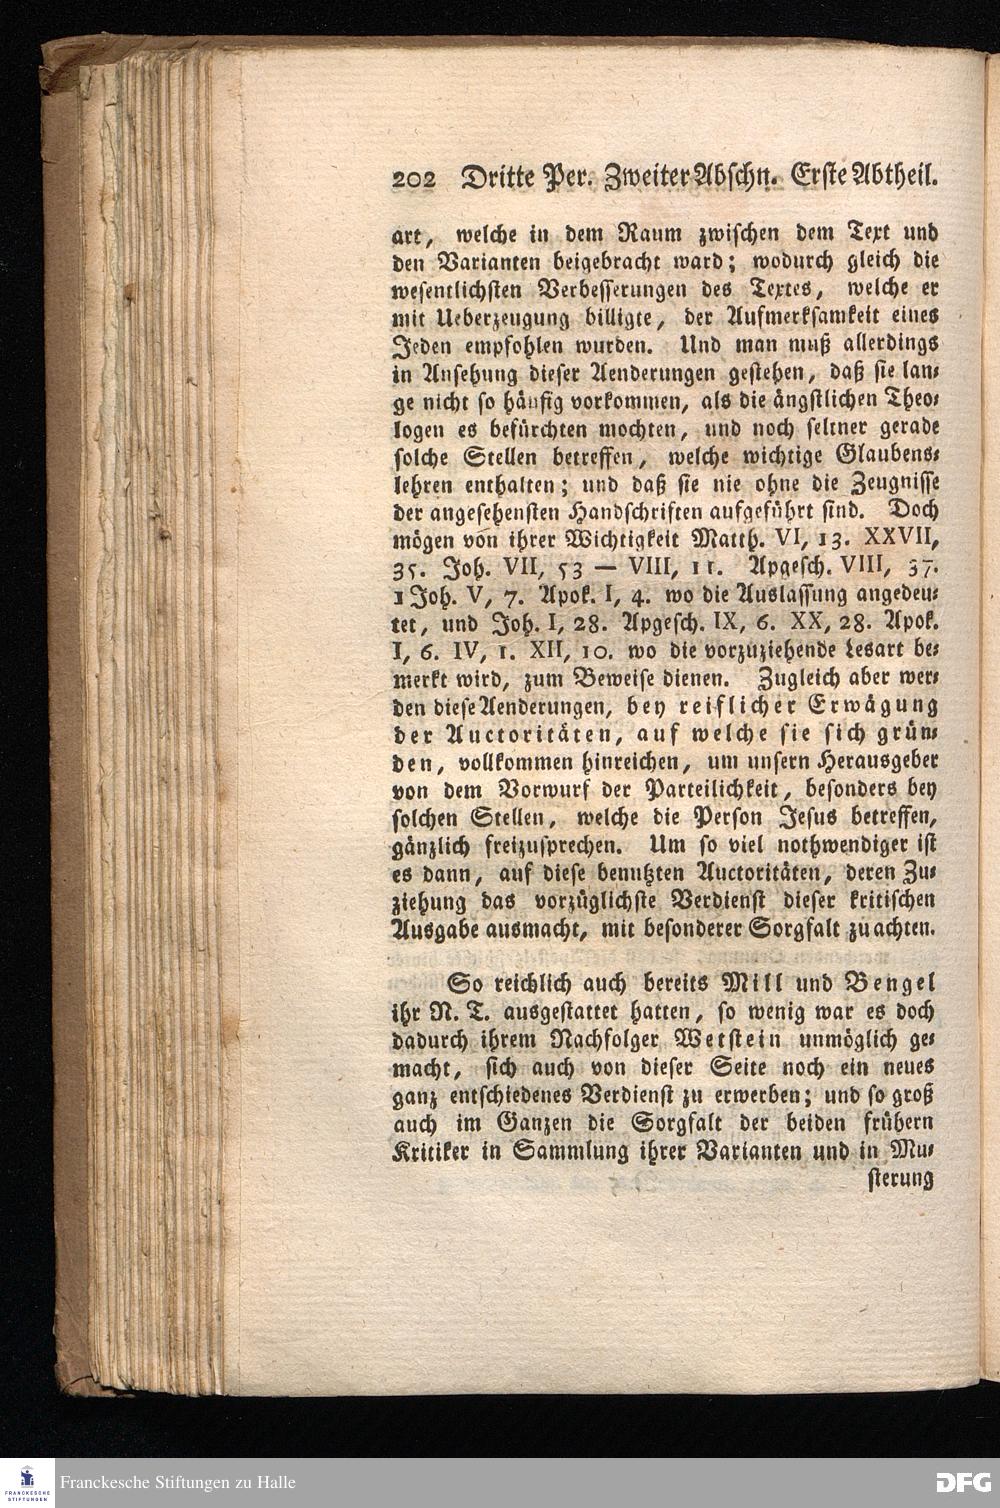 202 Dritte Per. Zweiter Abschn. Erste Abtheil.
art, welche in dem Raum zwischen dem Text und
den Varianten beigebracht ward; wodurch gleich die
wesentlichsten Verbesserungen des Textes, welche er
mit Ueberzeugung billigte, der Aufmerksamkeit eines
Jeden empfohlen wurden. Und man muß allerdings
in Ansehung dieser Aenderungen gestehen, daß sie lan-
ge nicht so häufig vorkommen, als die ängstlichen Theo-
logen es befürchten mochten, und noch seltner gerade
solche Stellen betreffen, welche wichtige Glaubens-
lehren enthalten; und daß sie nie ohne die Zeugnisse
der angesehensten Handschriften aufgeführt sind. Doch
mögen von ihrer Wichtigkeit Matth. VI, 13. XXVII,
35. Joh. VII, 53 — VIII, 11. Apgesch. VIII, 37.
1 Joh. V, 7. Apok. I, 4. wo die Auslassung angedeu-
tet, und Joh. I, 28. Apgesch. IX, 6. XX, 28. Apok.
I, 6. IV, 1. XII, 10. wo die vorzuziehende Lesart be-
merkt wird, zum Beweise dienen. Zugleich aber wer-
den diese Aenderungen, bey reiflicher Erwägung
der Auctoritäten, auf welche sie sich grün-
den, vollkommen hinreichen, um unsern Herausgeber
von dem Vorwurf der Parteilichkeit, besonders bey
solchen Stellen, welche die Person Jesus betreffen,
gänzlich freizusprechen. Um so viel nothwendiger ist
es dann, auf diese benutzten Auctoritäten, deren Zu-
ziehung das vorzüglichste Verdienst dieser kritischen
Ausgabe ausmacht, mit besonderer Sorgfalt zu achten.
So reichlich auch bereits Mill und Bengel
ihr N. T. ausgestattet hatten, so wenig war es doch
dadurch ihrem Nachfolger Wetstein unmöglich ge-
macht, sich auch von dieser Seite noch ein neues
ganz entschiedenes Verdienst zu erwerben; und so groß
auch im Ganzen die Sorgfalt der beiden frühern
Kritiker in Sammlung ihrer Varianten und in Mu-
sterung
FRANCKESCHE STIFTUNGEN
Franckesche Stiftungen zu Halle
DFG